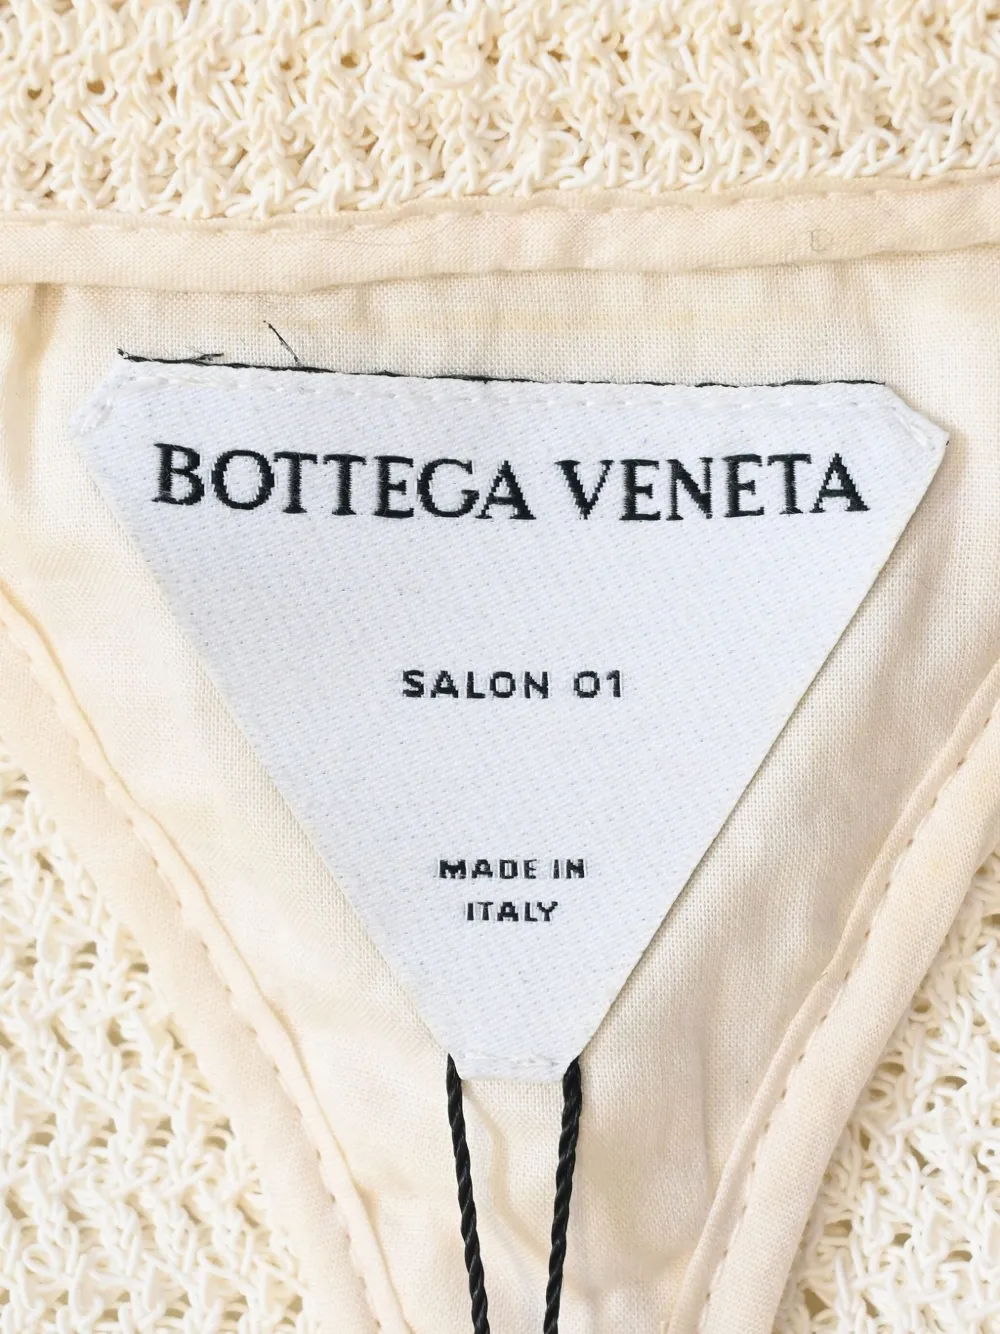 BOTTEGA VENETA
SALON 01
MADE IN
ITALY